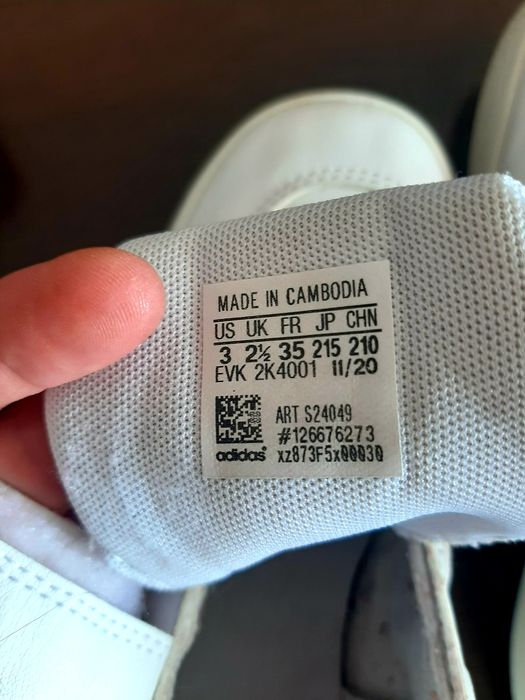 MADE IN CAMBODIA
US UK FR JP CHN
3 2½ 35 215 210
EVK 2K4001 11/20
ART S24049
#126676273
adidas xz873F5x00030